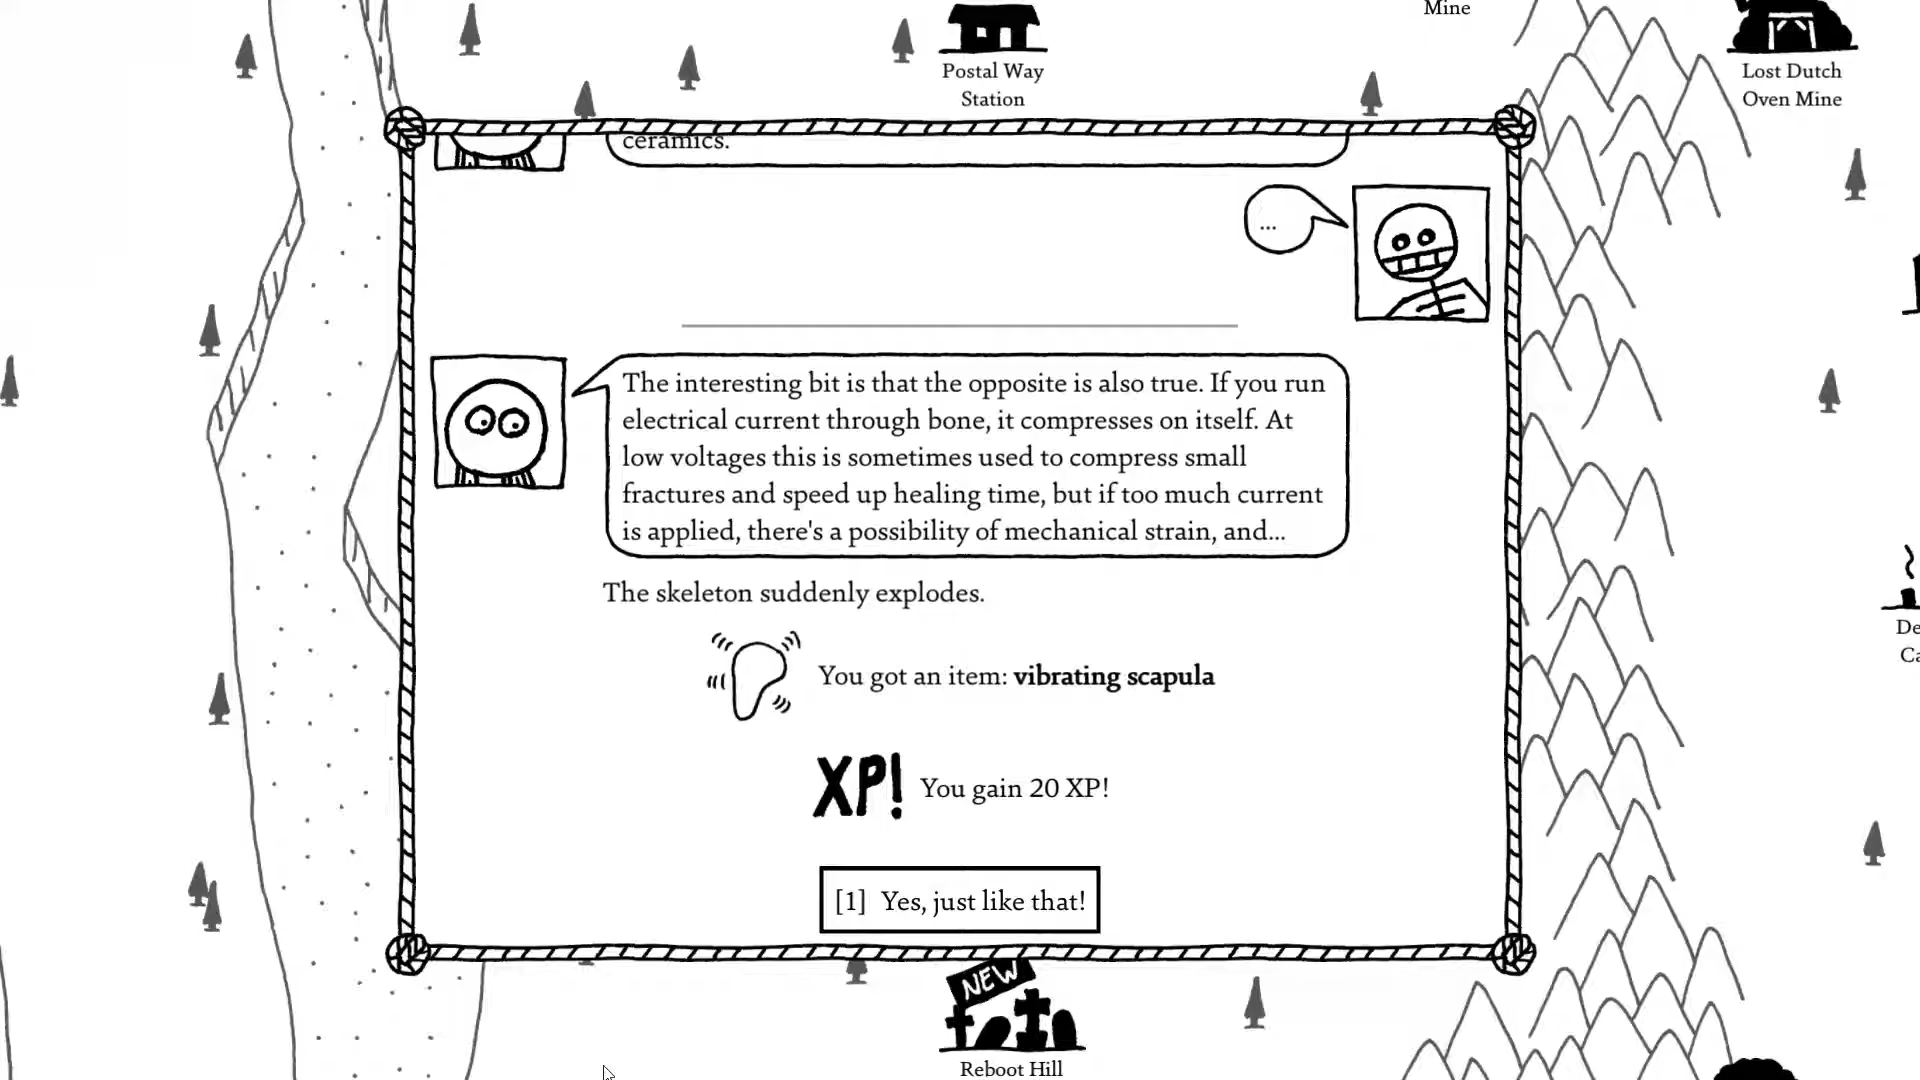 Mine
Postal Way
Station
Lost Dutch
Oven Mine
ceramics.
...
The interesting bit is that the opposite is also true. If you run
electrical current through bone, it compresses on itself. At
low voltages this is sometimes used to compress small
fractures and speed up healing time, but if too much current
is applied, there's a possibility of mechanical strain, and...
The skeleton suddenly explodes.
You got an item: vibrating scapula
XP! You gain 20 XP!
[1] Yes, just like that!
De
Ca
NEW
Reboot Hill